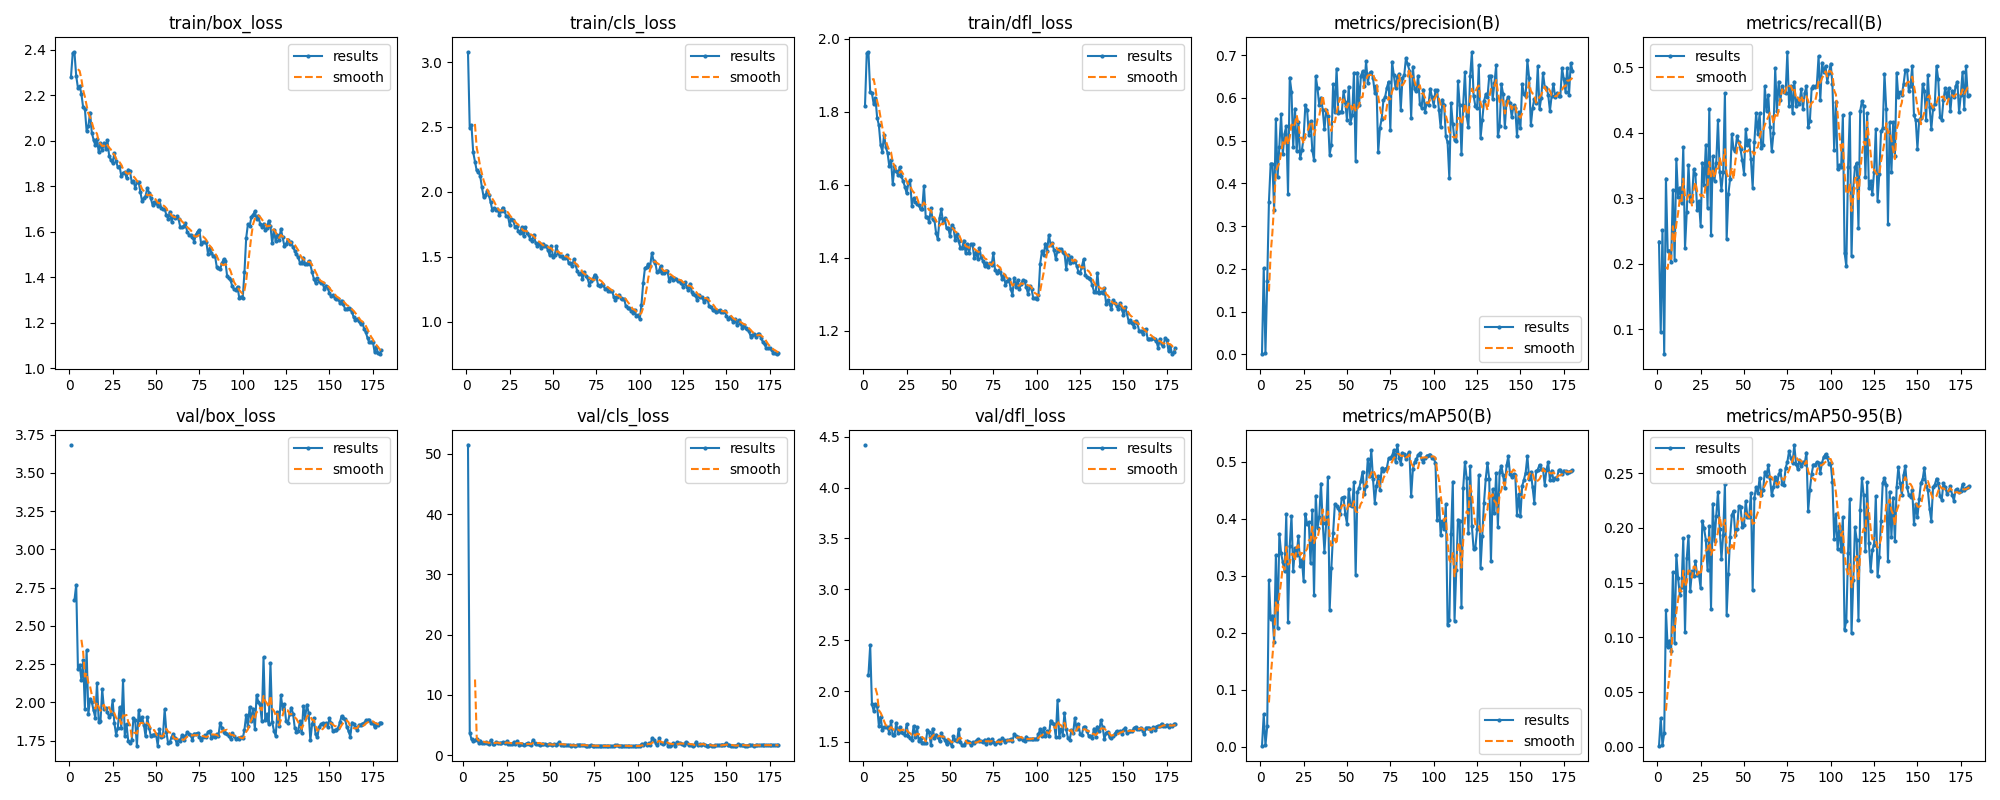 train/box_loss
2.4
2.2
2.0
1.8
1.6
1.4
1.2
1.0
0 25 50 75 100 125 150 175
results
smooth
train/cls_loss
3.0
2.5
2.0
1.5
1.0
0 25 50 75 100 125 150 175
results
smooth
train/dfl_loss
2.0
1.8
1.6
1.4
1.2
0 25 50 75 100 125 150 175
results
smooth
metrics/precision(B)
0.7
0.6
0.5
0.4
0.3
0.2
0.1
0.0
0 25 50 75 100 125 150 175
results
smooth
metrics/recall(B)
0.5
0.4
0.3
0.2
0.1
0 25 50 75 100 125 150 175
results
smooth
val/box_loss
3.75
3.50
3.25
3.00
2.75
2.50
2.25
2.00
1.75
0 25 50 75 100 125 150 175
results
smooth
val/cls_loss
50
40
30
20
10
0
0 25 50 75 100 125 150 175
results
smooth
val/dfl_loss
4.5
4.0
3.5
3.0
2.5
2.0
1.5
0 25 50 75 100 125 150 175
results
smooth
metrics/mAP50(B)
0.5
0.4
0.3
0.2
0.1
0.0
0 25 50 75 100 125 150 175
results
smooth
metrics/mAP50-95(B)
0.25
0.20
0.15
0.10
0.05
0.00
0 25 50 75 100 125 150 175
results
smooth